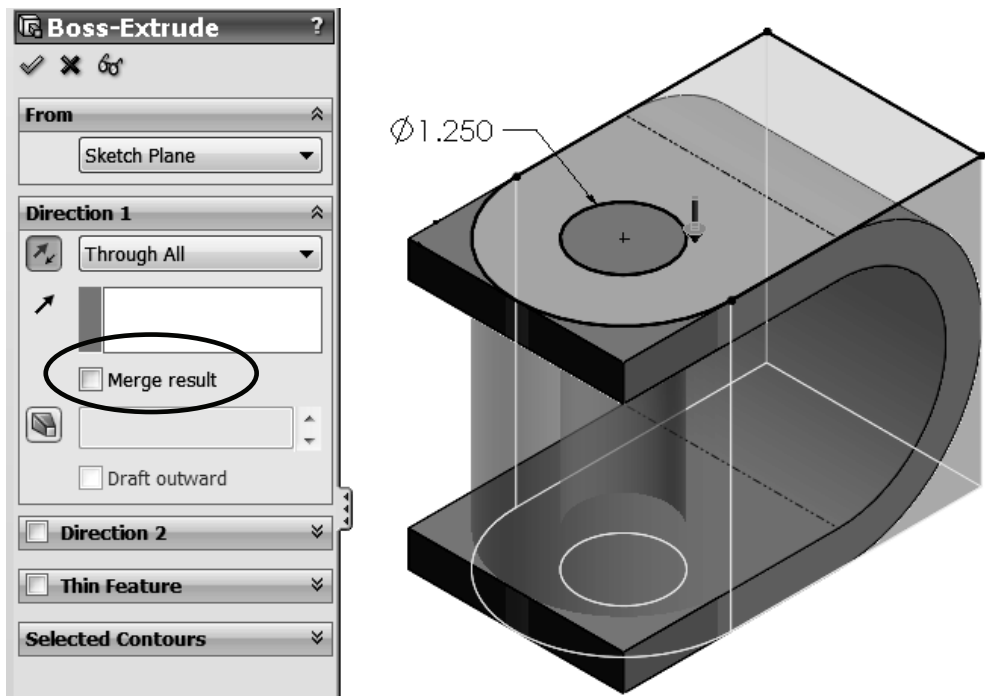 Boss-Extrude ?
From
Sketch Plane
Direction 1
Through All
Merge result
Draft outward
Direction 2
Thin Feature
Selected Contours
∅1.250